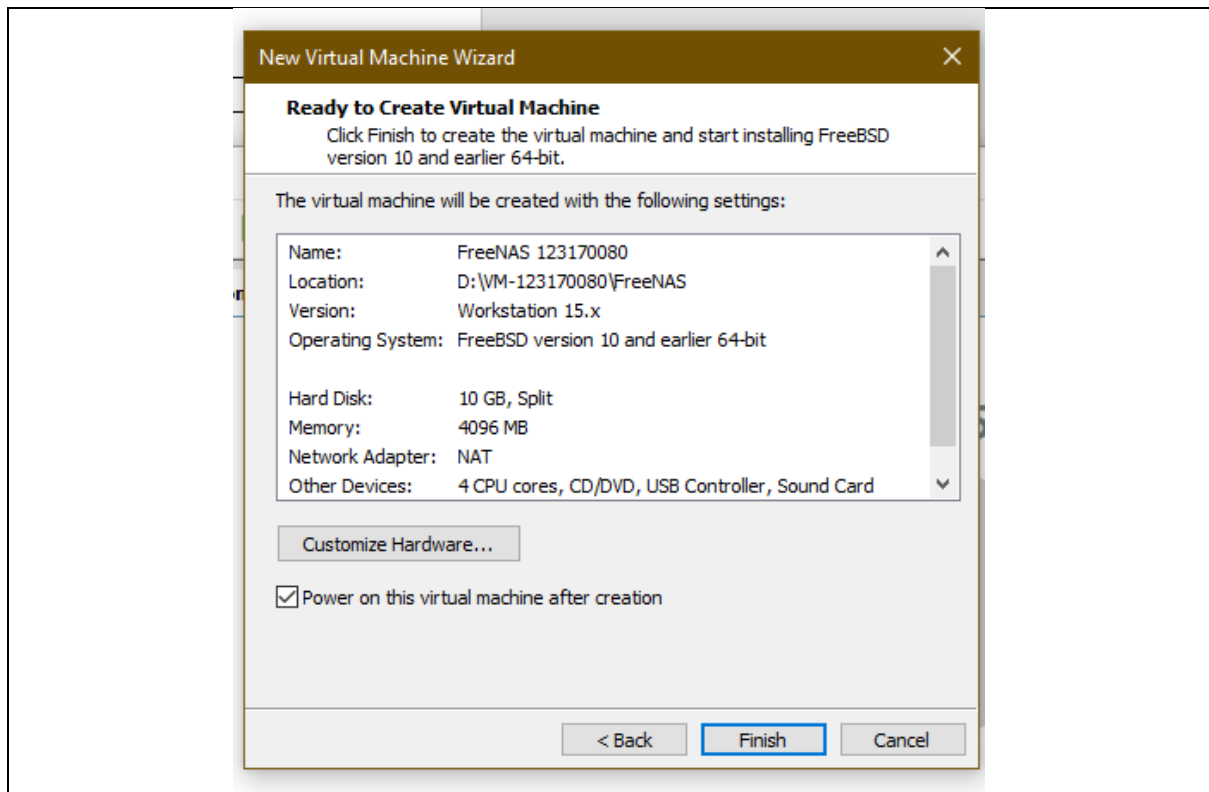 New Virtual Machine Wizard
Ready to Create Virtual Machine
Click Finish to create the virtual machine and start installing FreeBSD
version 10 and earlier 64-bit.
The virtual machine will be created with the following settings:
Name: FreeNAS 123170080
Location: D:\VM-123170080\FreeNAS
Version: Workstation 15.x
Operating System: FreeBSD version 10 and earlier 64-bit
Hard Disk: 10 GB, Split
Memory: 4096 MB
Network Adapter: NAT
Other Devices: 4 CPU cores, CD/DVD, USB Controller, Sound Card
Customize Hardware...
Power on this virtual machine after creation
< Back Finish Cancel